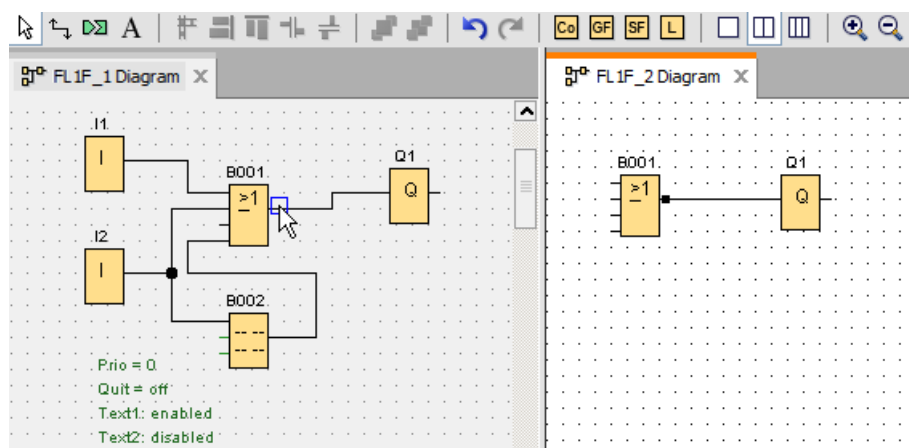 A
Co GF SF L
FL1F_1 Diagram
FL1F_2 Diagram
I1
I
B001
≥1
Q1
Q
I2
I
B002
Prio = 0
Quit = off
Text1: enabled
Text2: disabled
B001
≥1
Q1
Q